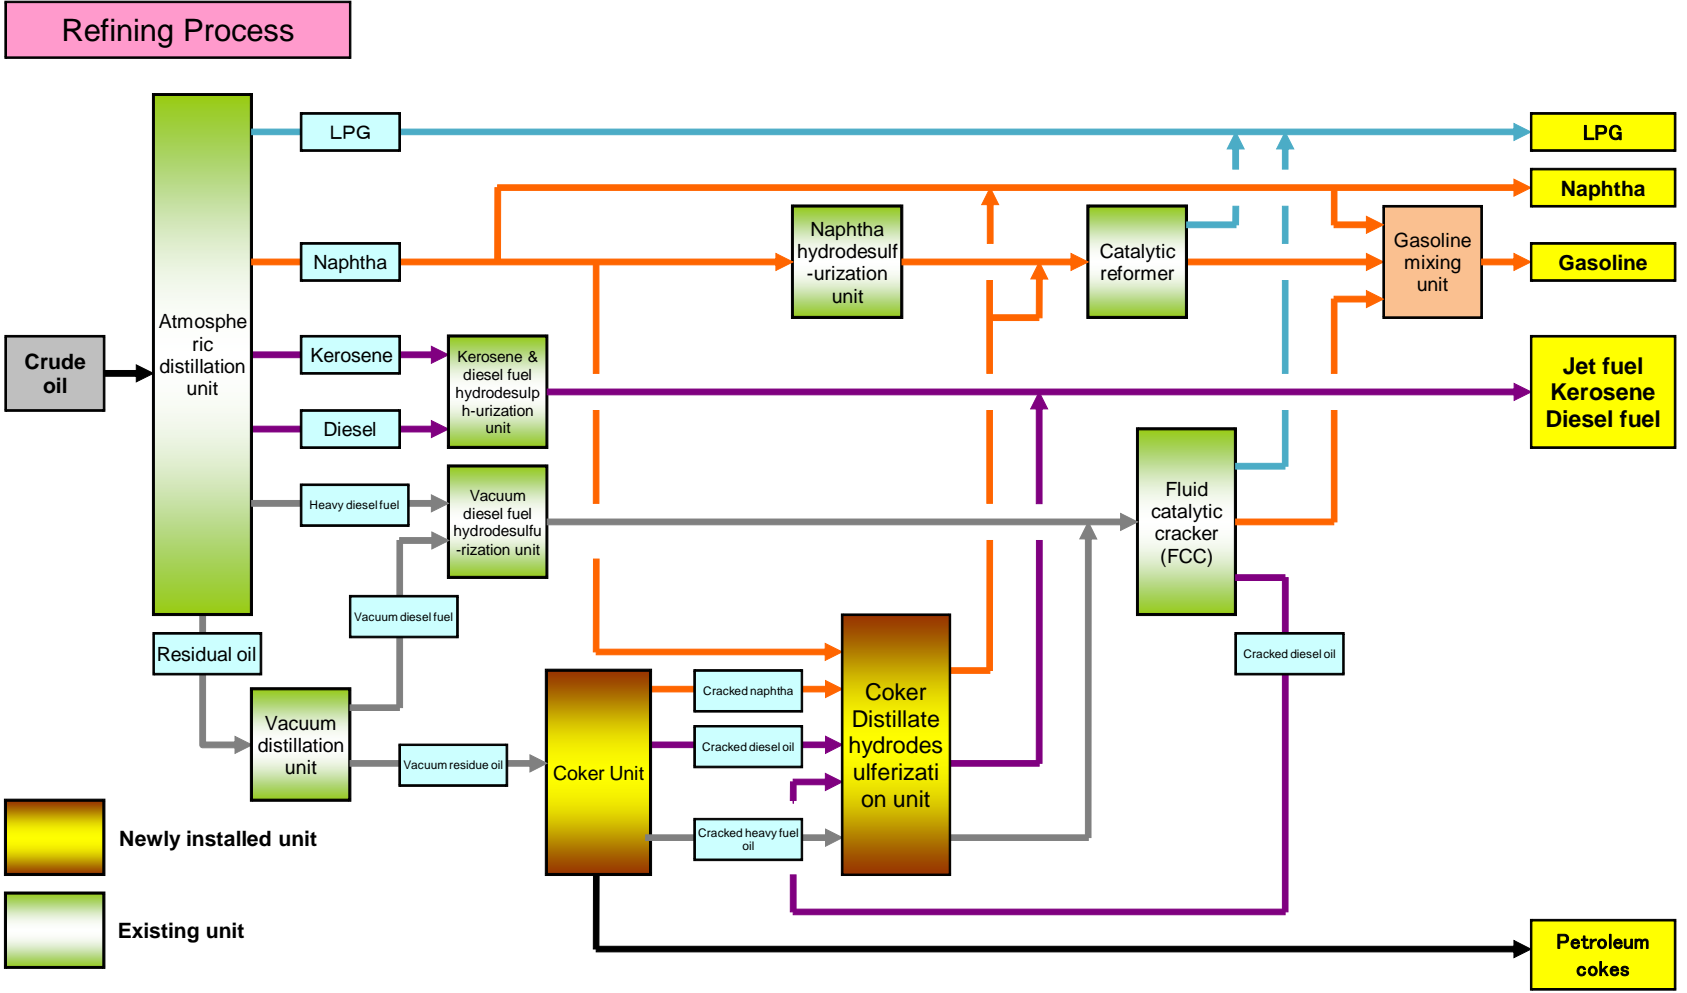 Refining Process
LPG
LPG
Naphtha
Naphtha
hydrodesulf
-urization
unit
Catalytic
reformer
Gasoline
mixing
unit
Naphtha
Gasoline
Crude
oil
Atmosphe
ric
distillation
unit
Kerosene
Diesel
Kerosene &
diesel fuel
hydrodesulp
h-urization
unit
Jet fuel
Kerosene
Diesel fuel
Heavy diesel fuel
Vacuum
diesel fuel
hydrodesulfu
-rization unit
Fluid
catalytic
cracker
(FCC)
Vacuum diesel fuel
Residual oil
Cracked diesel oil
Vacuum
distillation
unit
Vacuum residue oil
Coker Unit
Cracked naphtha
Cracked diesel oil
Cracked heavy fuel
oil
Coker
Distillate
hydrodes
ulferizati
on unit
Newly installed unit
Existing unit
Petroleum
cokes